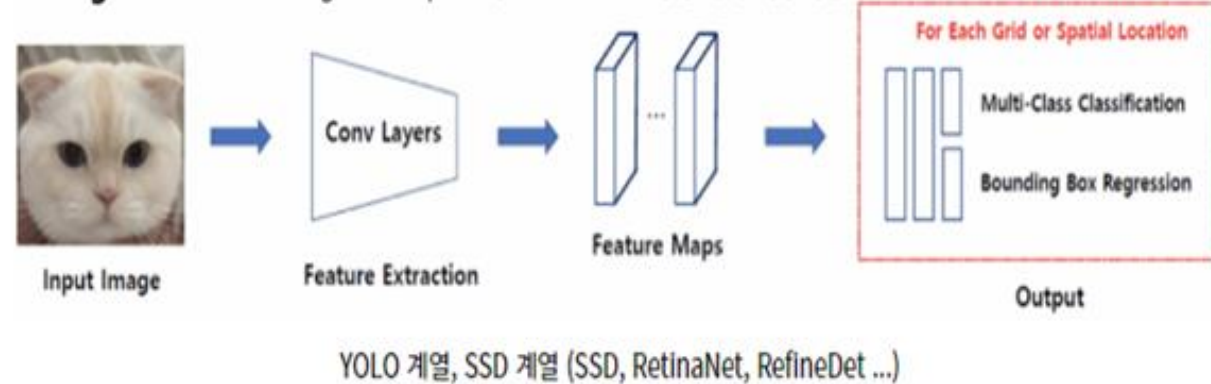 For Each Grid or Spatial Location
Conv Layers
...
Multi-Class Classification
Bounding Box Regression
Feature Maps
Input Image
Feature Extraction
Output
YOLO 계열, SSD 계열 (SSD, RetinaNet, RefineDet ...)